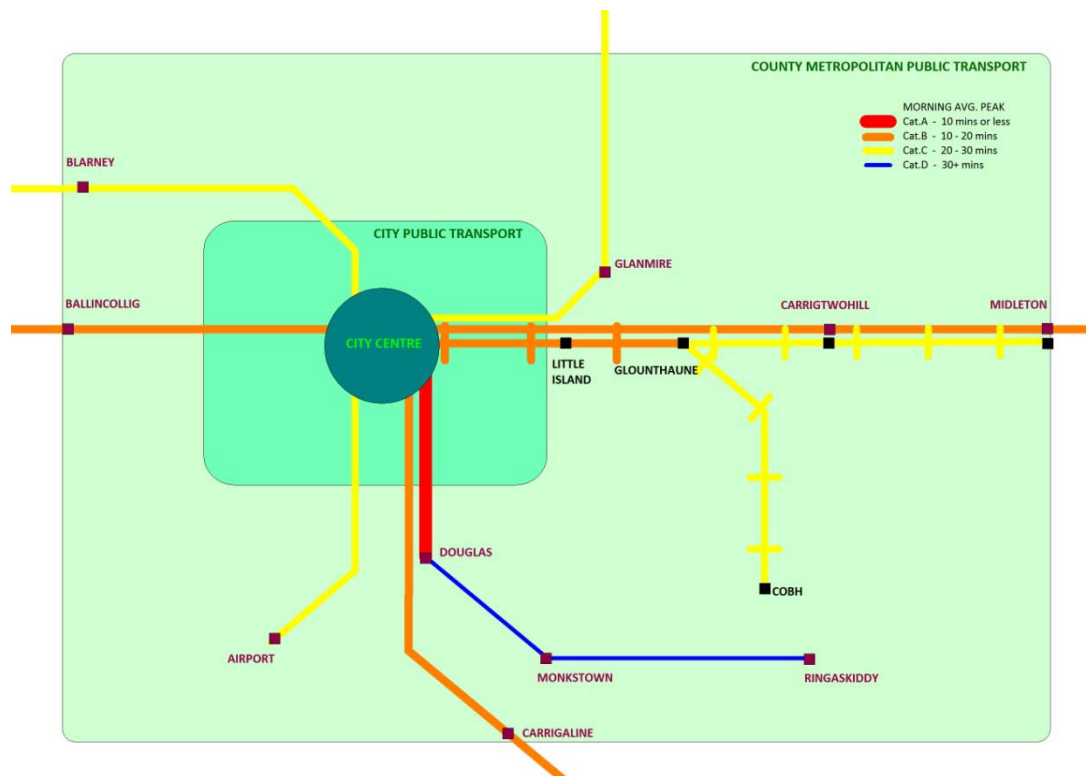 COUNTY METROPOLITAN PUBLIC TRANSPORT
MORNING AVG. PEAK
Cat.A - 10 mins or less
Cat.B - 10 - 20 mins
Cat.C - 20 - 30 mins
Cat.D - 30+ mins
BLARNEY
CITY PUBLIC TRANSPORT
GLANMIRE
BALLINCOLLIG
CARRIGTWOHILL
MIDLETON
CITY CENTRE
LITTLE
ISLAND
GLOUNTHAUNE
DOUGLAS
COBH
AIRPORT
MONKSTOWN
RINGASKIDDY
CARRIGALINE